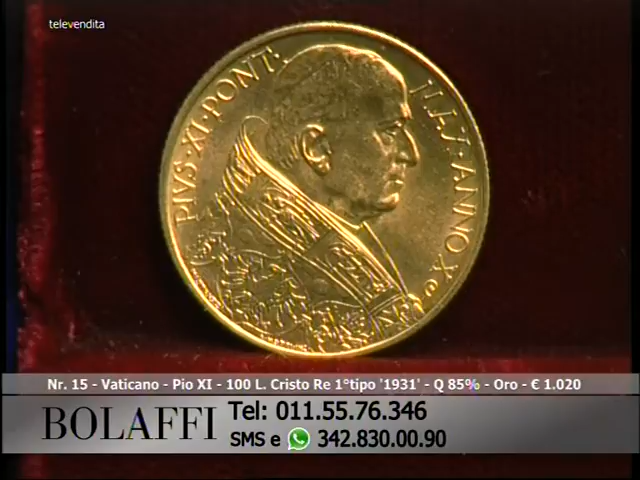 televendita
PIVS·XI·PONT· MAX·ANNO·X
Nr. 15 - Vaticano - Pio XI - 100 L. Cristo Re 1°tipo '1931' - Q 85% - Oro - € 1.020
BOLAFFI
Tel: 011.55.76.346
SMS e 342.830.00.90